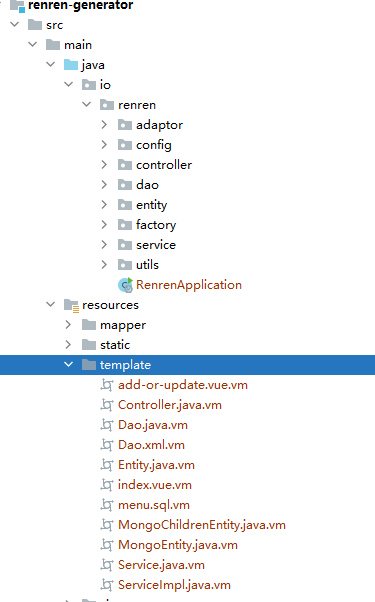 renren-generator
src
main
java
io
renren
adaptor
config
controller
dao
entity
factory
service
utils
RenrenApplication
resources
mapper
static
template
add-or-update.vue.vm
Controller.java.vm
Dao.java.vm
Dao.xml.vm
Entity.java.vm
index.vue.vm
menu.sql.vm
MongoChildrenEntity.java.vm
MongoEntity.java.vm
Service.java.vm
ServiceImpl.java.vm